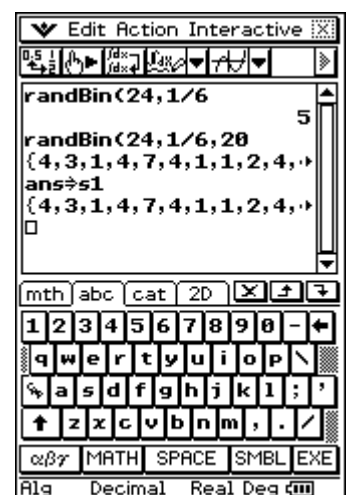 Edit Action Interactive
randBin(24,1/6
5
randBin(24,1/6,20
{4,3,1,4,7,4,1,1,2,4,
ans⇒s1
{4,3,1,4,7,4,1,1,2,4,
mth abc cat 2D
1 2 3 4 5 6 7 8 9 0 -
q w e r t y u i o p \
a s d f g h j k l ; '
z x c v b n m , . /
αβγ MATH SPACE SMBL EXE
Alg Decimal Real Deg